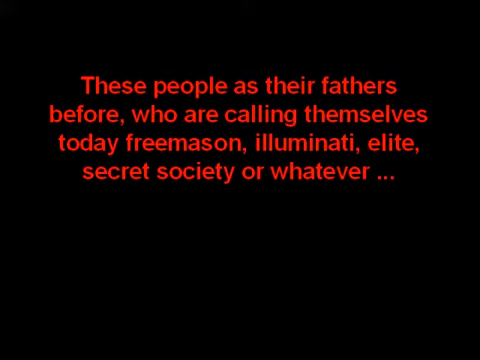 These people as their fathers
before, who are calling themselves
today freemason, illuminati, elite,
secret society or whatever ...